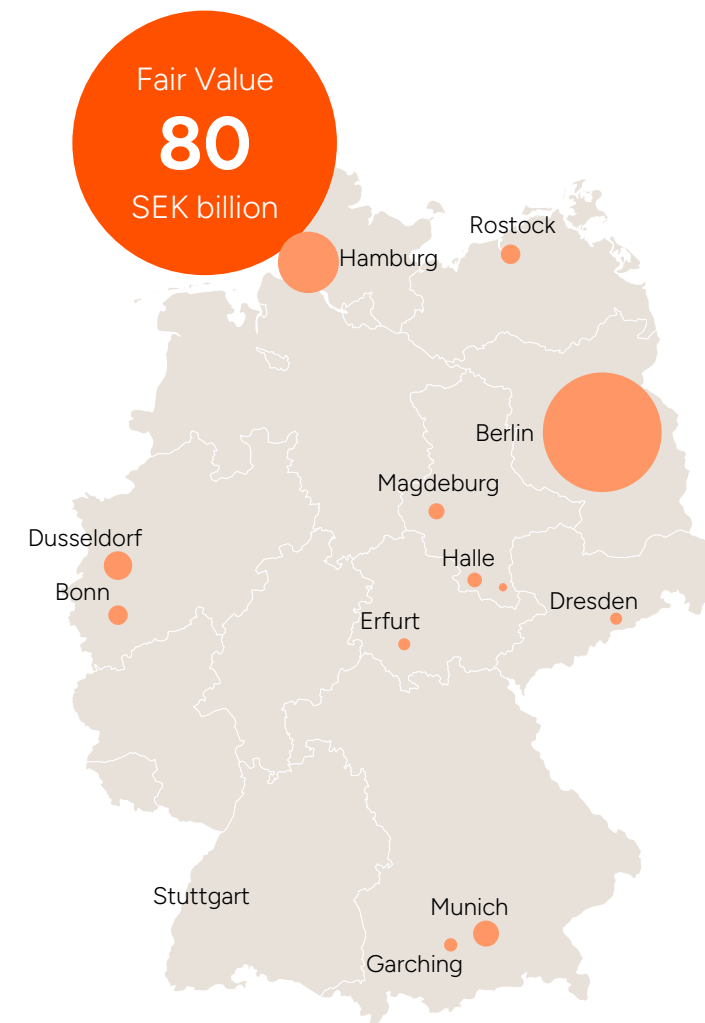 Fair Value
80
SEK billion
Rostock
Hamburg
Berlin
Magdeburg
Dusseldorf
Halle
Bonn
Dresden
Erfurt
Stuttgart
Munich
Garching